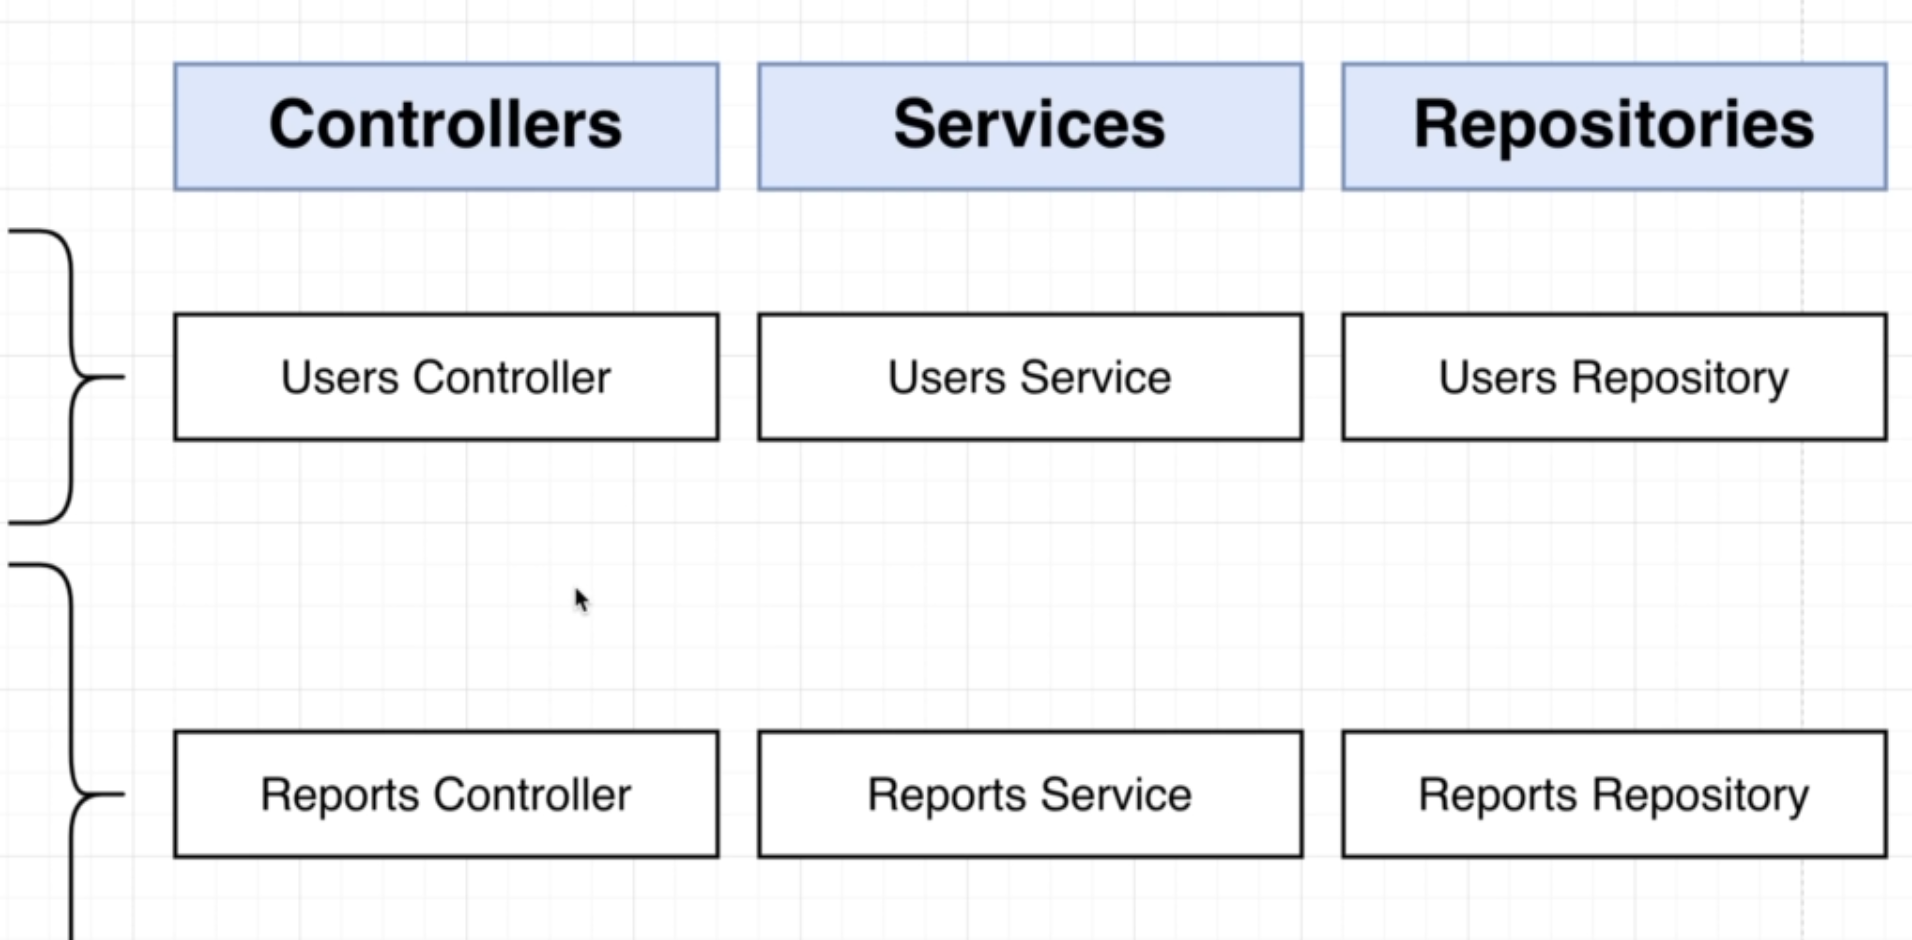 Controllers
Services
Repositories
Users Controller
Users Service
Users Repository
Reports Controller
Reports Service
Reports Repository